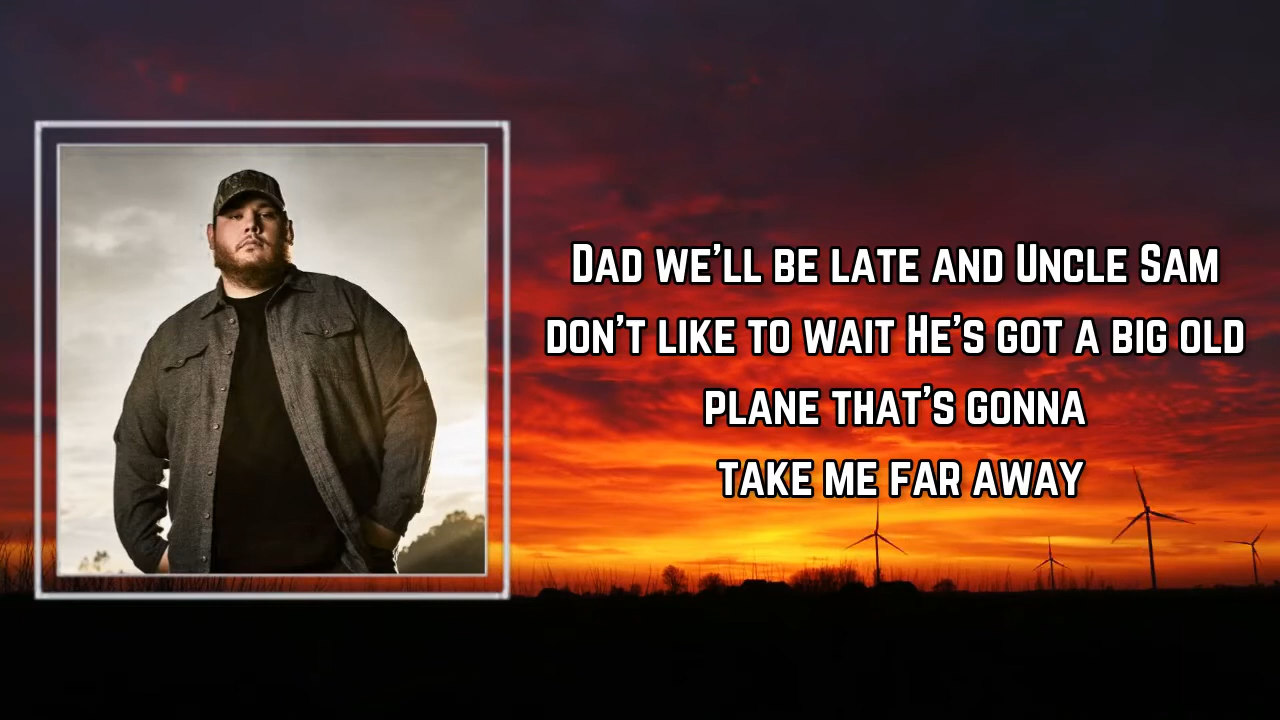 Dad we'll be late and Uncle Sam
don't like to wait He's got a big old
plane that's gonna
take me far away